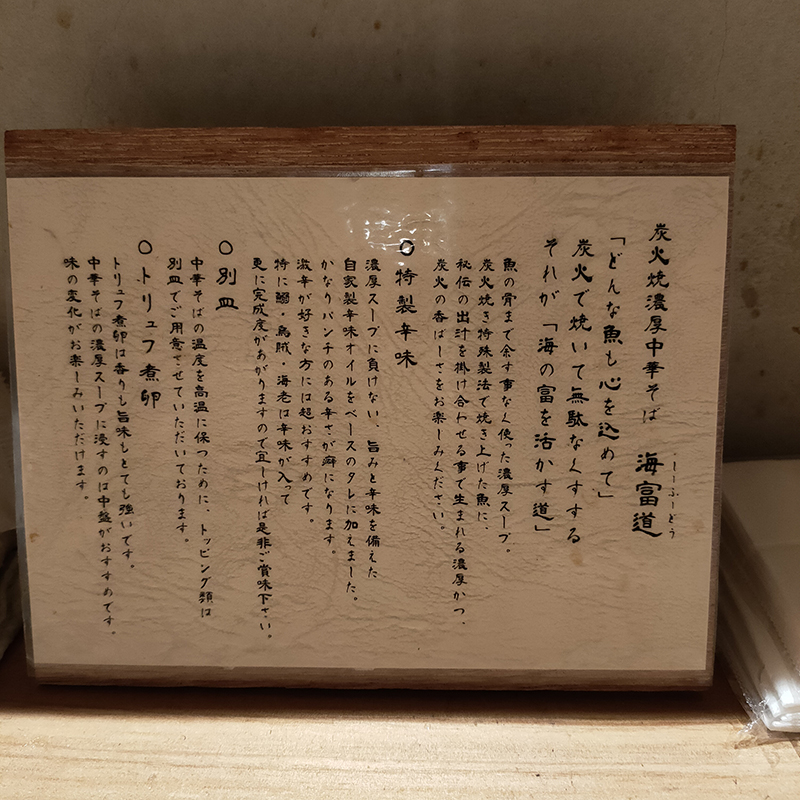 炭火焼濃厚中華そば 海富道
しーふーどう
「どんな魚も心を込めて」
炭火で焼いて無駄なくすする
それが「海の富を活かす道」
魚の骨まで余す事なく使った濃厚スープ。
炭火焼き特殊製法で焼き上げた魚に、
秘伝の出汁を掛け合わせる事で生まれる濃厚かつ、
炭火の香ばしさをお楽しみください。
○特製辛味
濃厚スープに負けない、旨みと辛味を備えた
自家製辛味オイルをベースのタレに加えました。
かなりパンチのある辛さが癖になります。
激辛が好きな方には超おすすめです。
特に鰯・烏賊・海老は辛味が入って
更に完成度があがりますので宜しければ是非ご賞味下さい。
○別皿
中華そばの温度を高温に保つために、トッピング類は
別皿でご用意させていただいております。
○トリュフ煮卵
トリュフ煮卵は香りも旨味もとても強いです。
中華そばの濃厚スープに浸すのは中盤がおすすめです。
味の変化がお楽しみいただけます。